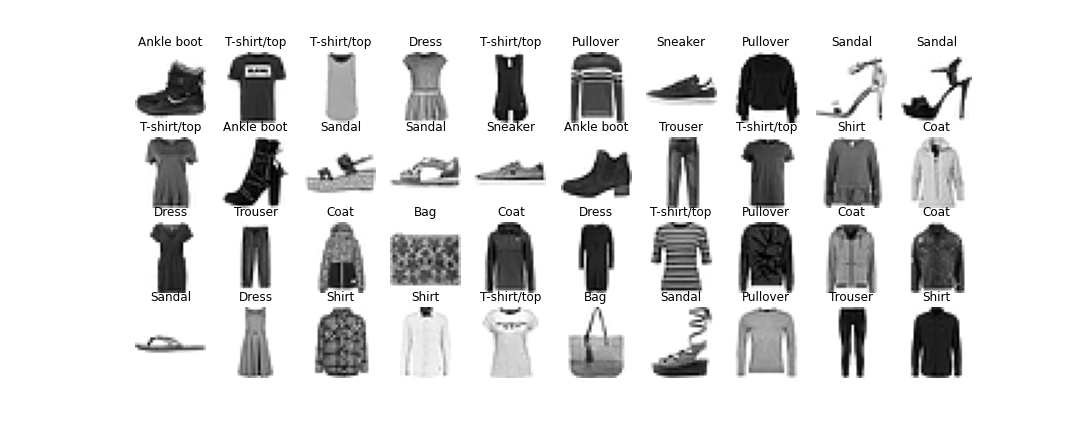 Ankle boot T-shirt/top T-shirt/top Dress T-shirt/top Pullover Sneaker Pullover Sandal Sandal
T-shirt/top Ankle boot Sandal Sandal Sneaker Ankle boot Trouser T-shirt/top Shirt Coat
Dress Trouser Coat Bag Coat Dress T-shirt/top Pullover Coat Coat
Sandal Dress Shirt Shirt T-shirt/top Bag Sandal Pullover Trouser Shirt